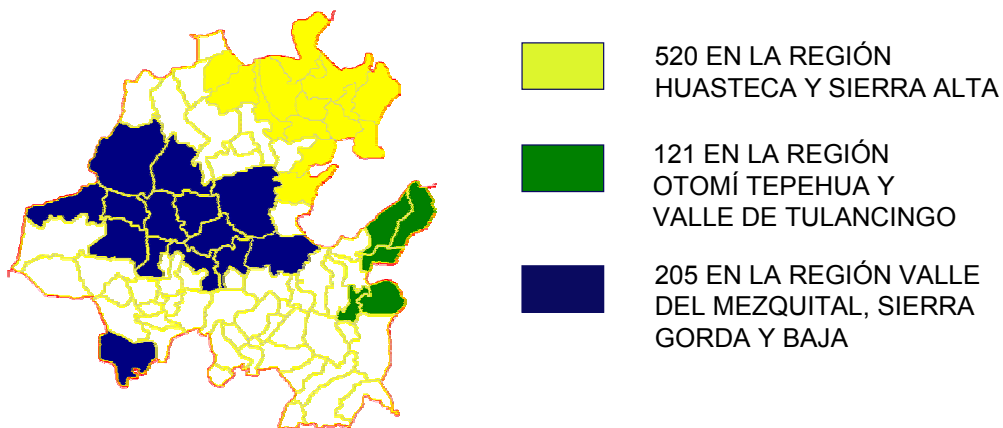 520 EN LA REGIÓN
HUASTECA Y SIERRA ALTA
121 EN LA REGIÓN
OTOMÍ TEPEHUA Y
VALLE DE TULANCINGO
205 EN LA REGIÓN VALLE
DEL MEZQUITAL, SIERRA
GORDA Y BAJA